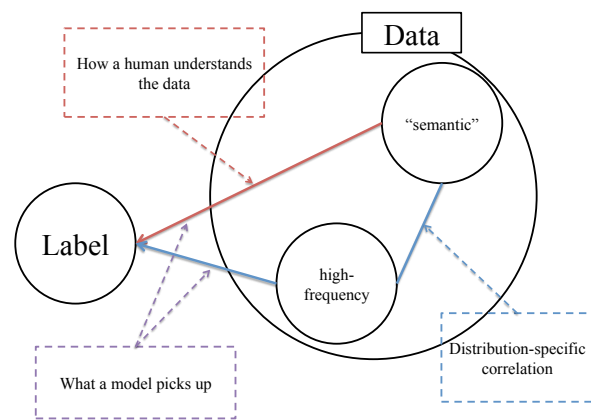 Data
How a human understands
the data
“semantic”
Label
high-
frequency
What a model picks up
Distribution-specific
correlation